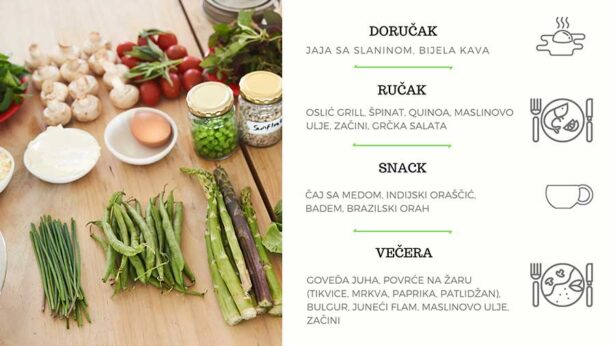 DORUČAK
JAJA SA SLANINOM, BIJELA KAVA
RUČAK
OSLIĆ GRILL, ŠPINAT, QUINOA, MASLINOVO
ULJE, ZAČINI, GRČKA SALATA
SNACK
ČAJ SA MEDOM, INDIJSKI ORAŠČIĆ,
BADEM, BRAZILSKI ORAH
VEČERA
GOVEĐA JUHA, POVRĆE NA ŽARU
(TIKVICE, MRKVA, PAPRIKA, PATLIDŽAN),
BULGUR, JUNEĆI FLAM, MASLINOVO ULJE,
ZAČINI
Sunflo